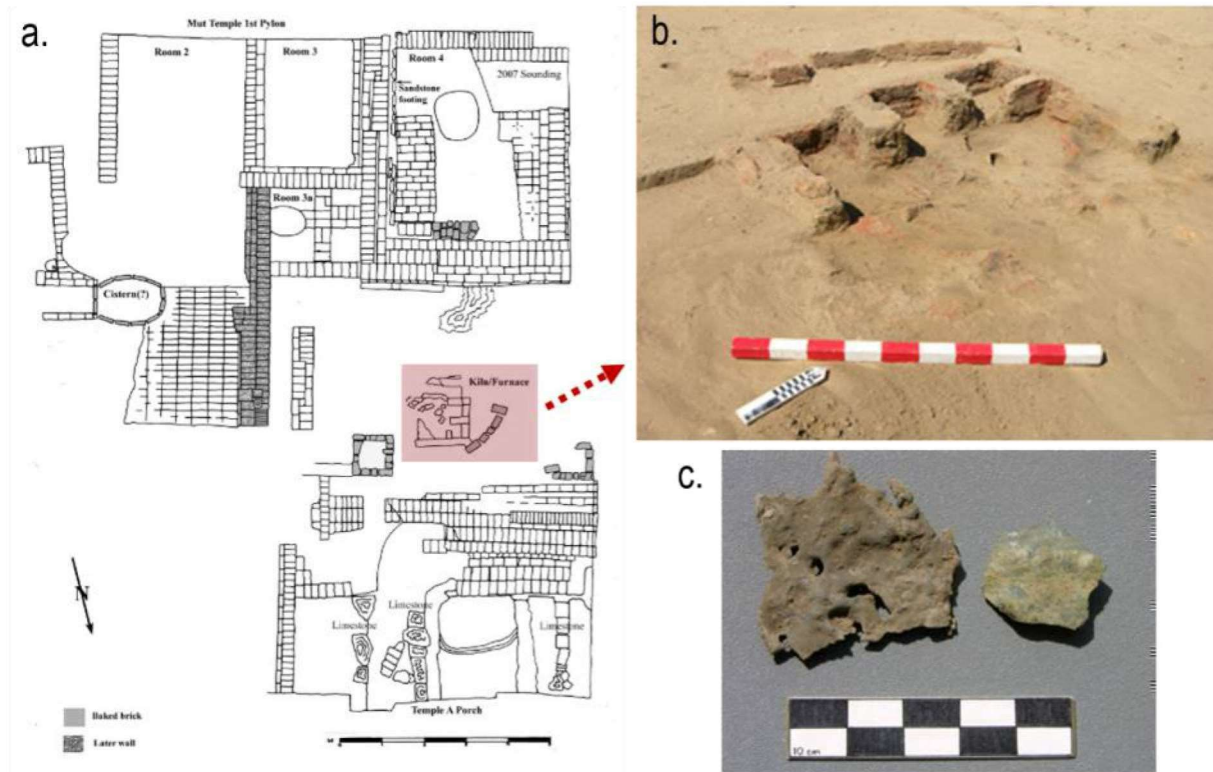 a.
Mut Temple 1st Pylon
Room 2
Room 3
Room 4
2007 Sounding
Sandstone
footing
Room 3a
Cistern(?)
Kiln/Furnace
N
Limestone
Limestone
Limestone
Temple A Porch
Baked brick
Later wall
b.
c.
10 cm